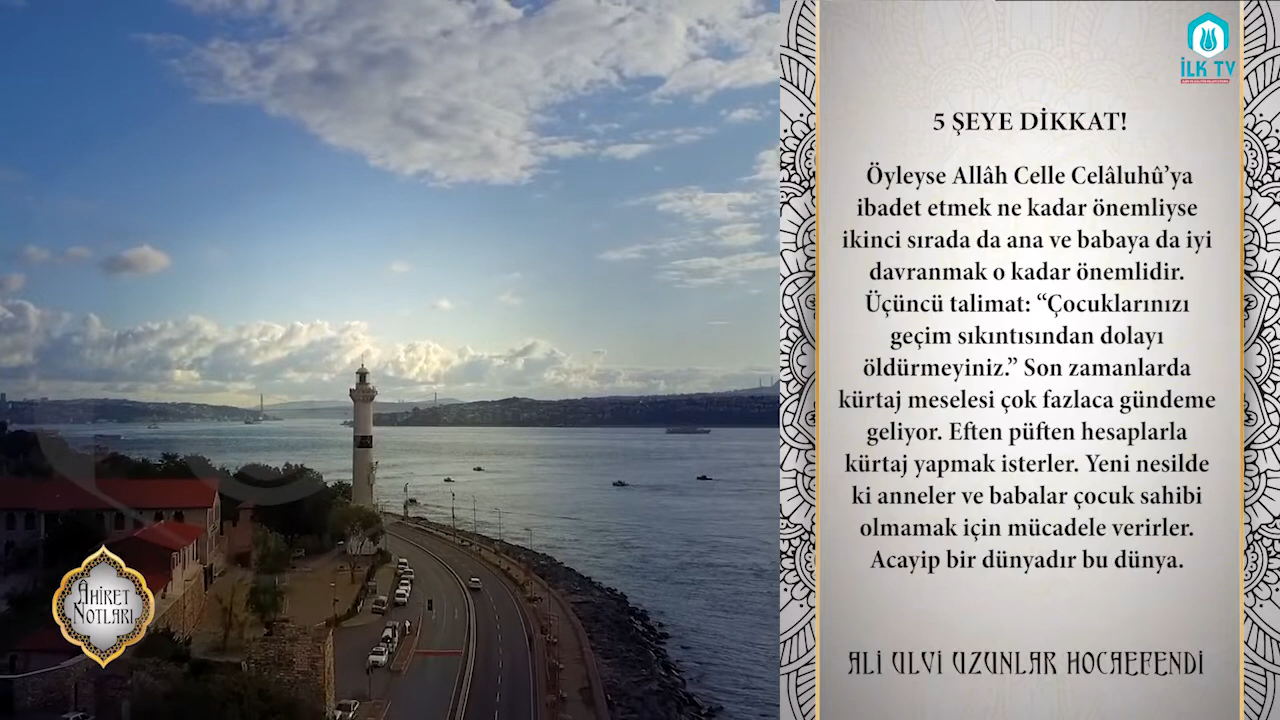 İLK TV
5 ŞEYE DİKKAT!
Öyleyse Allâh Celle Celâluhû’ya
ibadet etmek ne kadar önemliyse
ikinci sırada da ana ve babaya da iyi
davranmak o kadar önemlidir.
Üçüncü talimat: “Çocuklarınızı
geçim sıkıntısından dolayı
öldürmeyiniz.” Son zamanlarda
kürtaj meselesi çok fazlaca gündeme
geliyor. Eften püften hesaplarla
kürtaj yapmak isterler. Yeni nesilde
ki anneler ve babalar çocuk sahibi
olmamak için mücadele verirler.
Acayip bir dünyadır bu dünya.
ALİ ULVİ UZUNLAR HOCAEFENDİ
AHİRET
NOTLARI